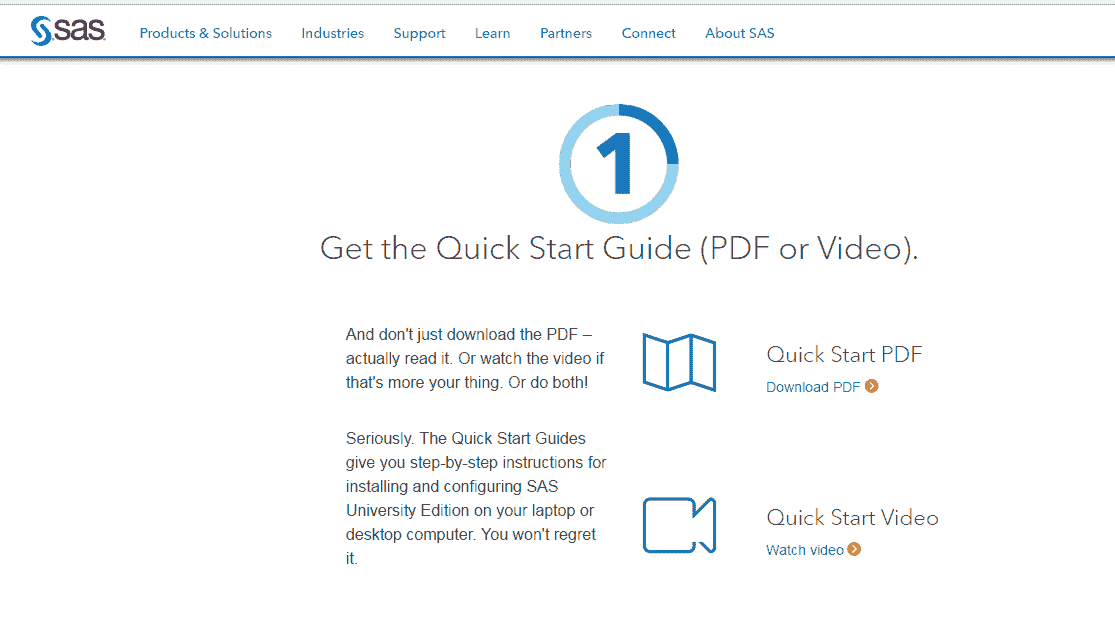 sas
Products & Solutions Industries Support Learn Partners Connect About SAS
1
Get the Quick Start Guide (PDF or Video).
And don't just download the PDF –
actually read it. Or watch the video if
that's more your thing. Or do both!
Quick Start PDF
Download PDF
Seriously. The Quick Start Guides
give you step-by-step instructions for
installing and configuring SAS
University Edition on your laptop or
desktop computer. You won't regret
it.
Quick Start Video
Watch video